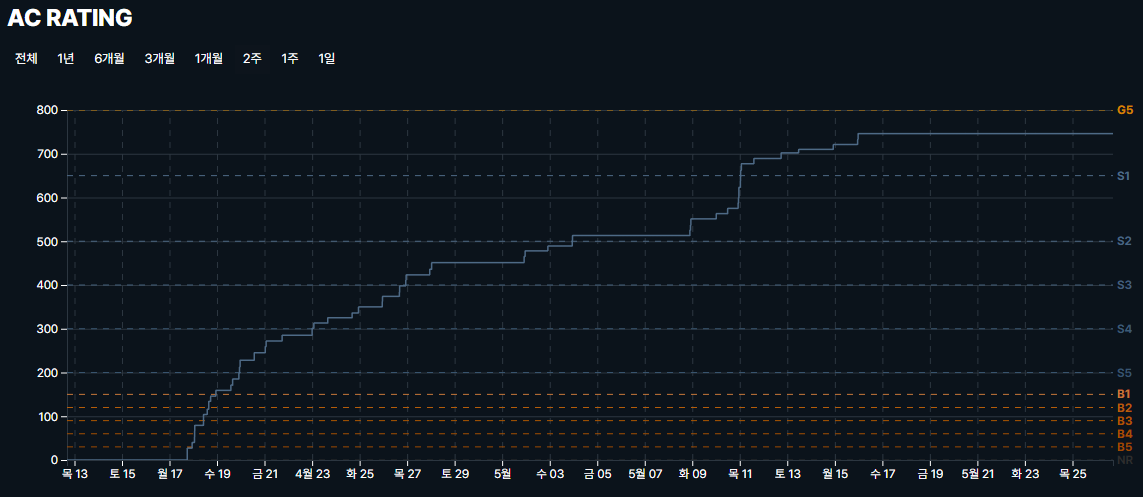 AC RATING
전체 1년 6개월 3개월 1개월 2주 1주 1일
800 G5
700
S1
600
500 S2
400 S3
300 S4
200 S5
B1
B2
100
B3
B4
B5
0 NR
목 13 토 15 월 17 수 19 금 21 4월 23 화 25 목 27 토 29 5월 수 03 금 05 5월 07 화 09 목 11 토 13 월 15 수 17 금 19 5월 21 화 23 목 25